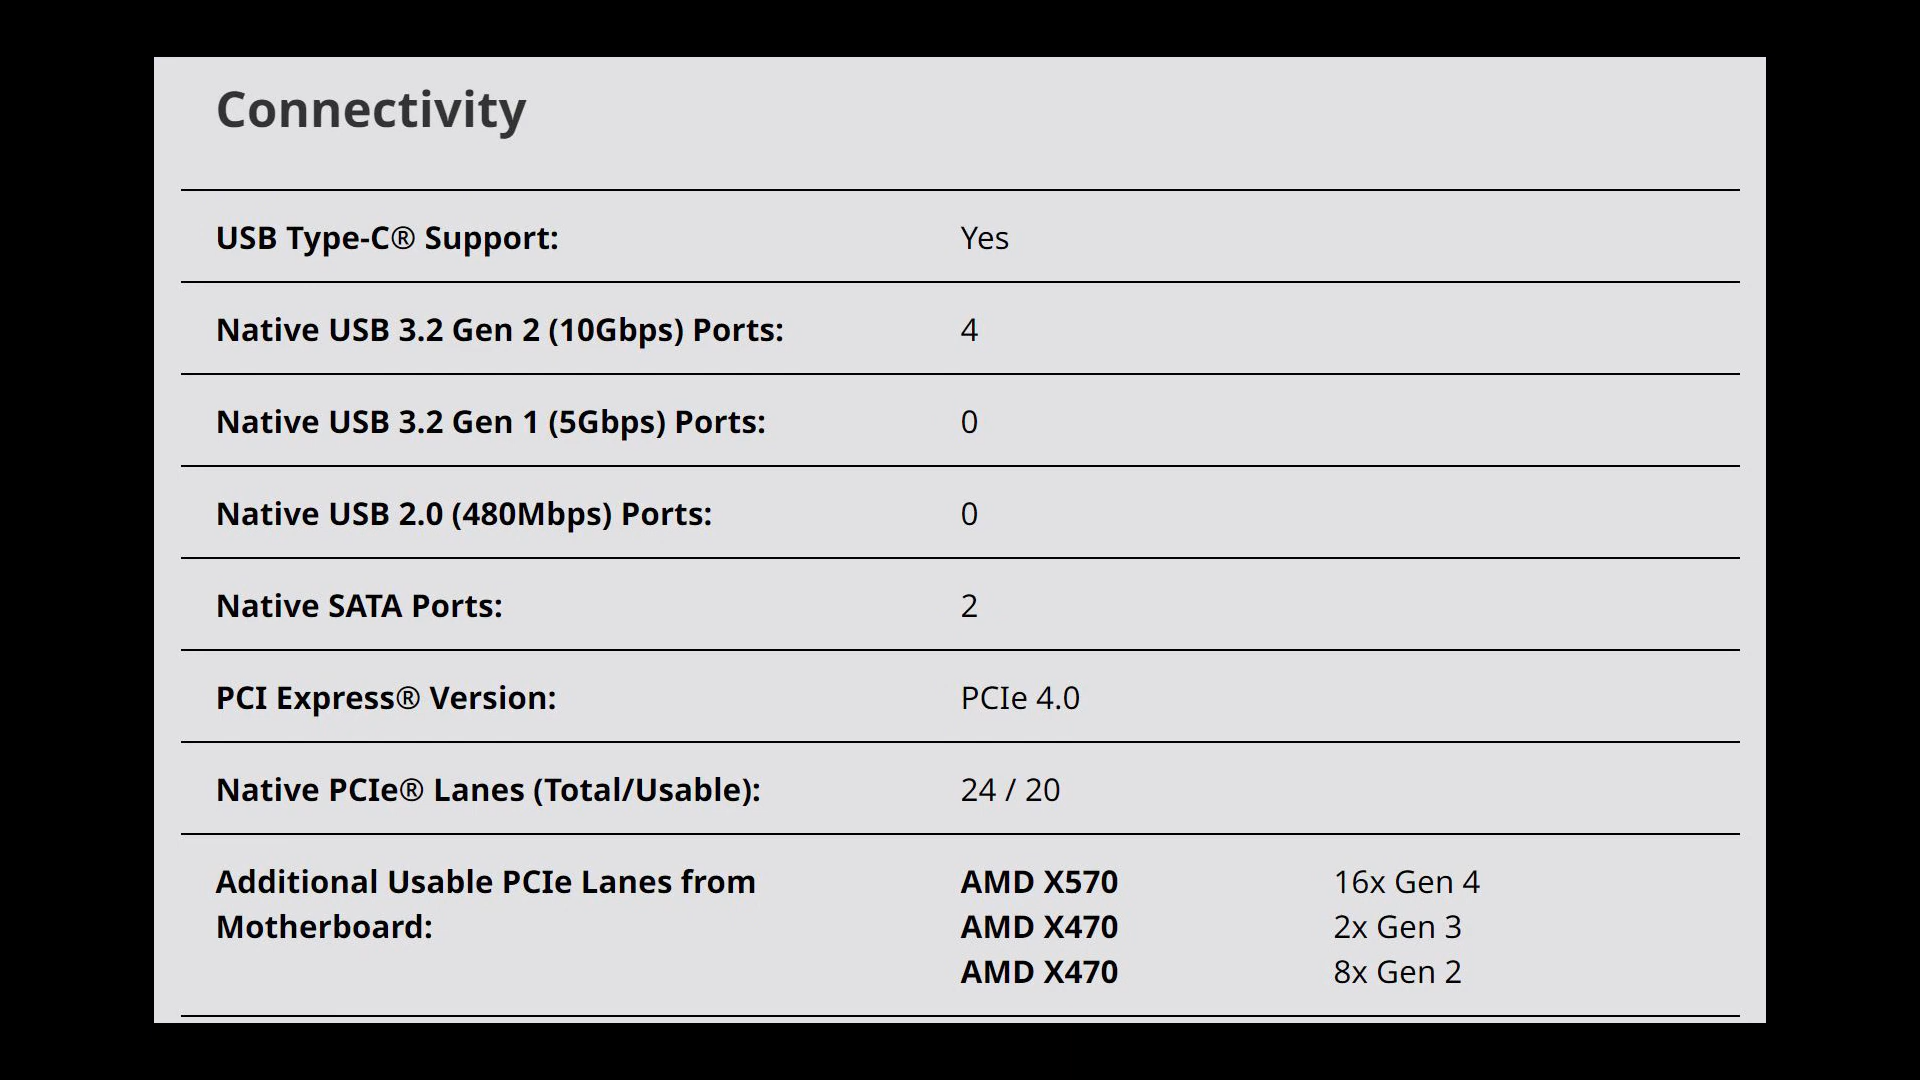 Connectivity
USB Type-C® Support: Yes
Native USB 3.2 Gen 2 (10Gbps) Ports: 4
Native USB 3.2 Gen 1 (5Gbps) Ports: 0
Native USB 2.0 (480Mbps) Ports: 0
Native SATA Ports: 2
PCI Express® Version: PCIe 4.0
Native PCIe® Lanes (Total/Usable): 24 / 20
Additional Usable PCIe Lanes from AMD X570 16x Gen 4
Motherboard: AMD X470 2x Gen 3
AMD X470 8x Gen 2